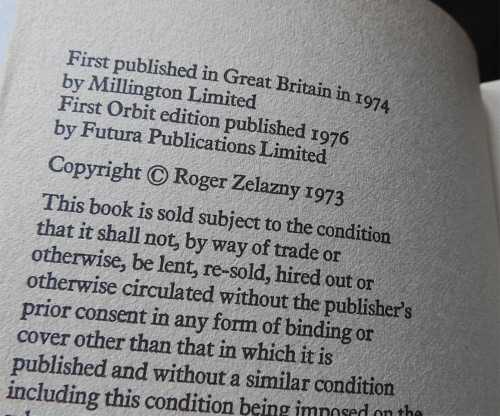 First published in Great Britain in 1974
by Millington Limited
First Orbit edition published 1976
by Futura Publications Limited
Copyright © Roger Zelazny 1973
This book is sold subject to the condition
that it shall not, by way of trade or
otherwise, be lent, re-sold, hired out or
otherwise circulated without the publisher's
prior consent in any form of binding or
cover other than that in which it is
published and without a similar condition
including this condition being imposed on the